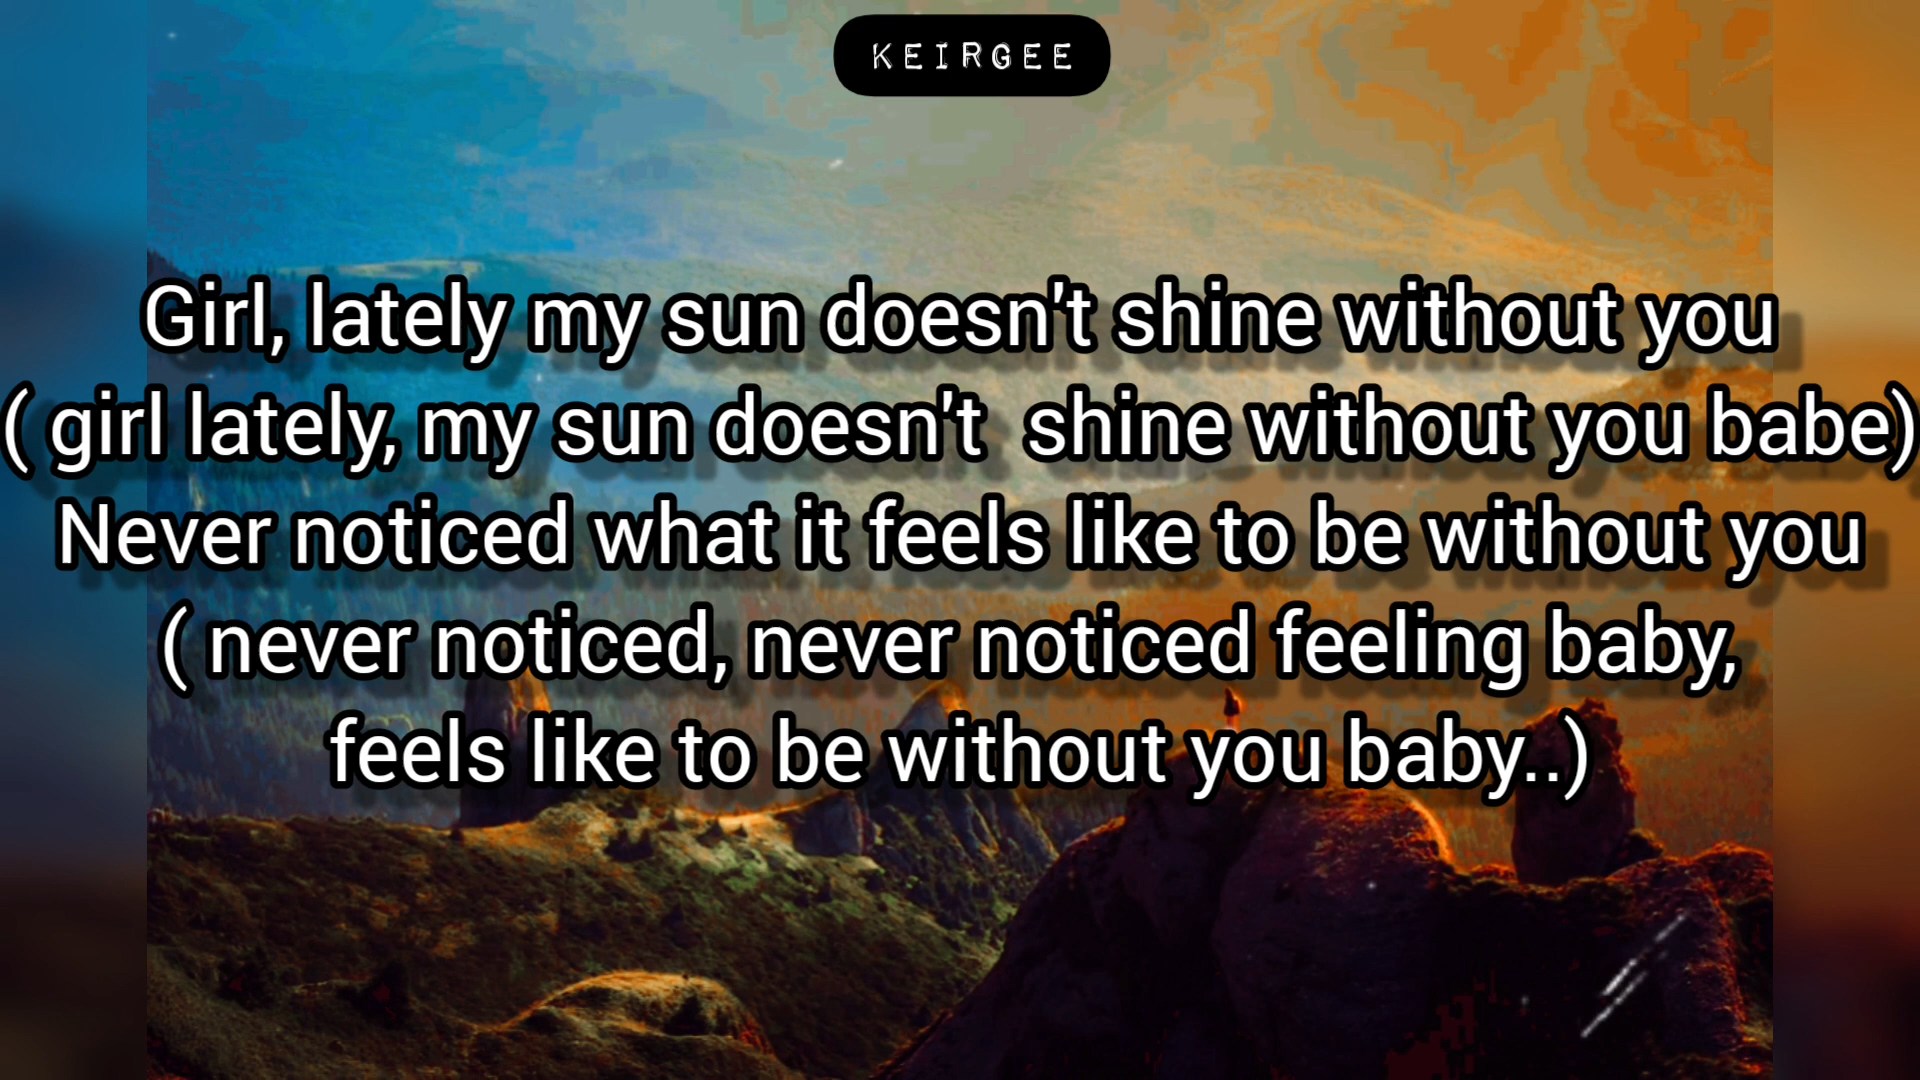 KEIRGEE
Girl, lately my sun doesn't shine without you
( girl lately, my sun doesn't  shine without you babe)
Never noticed what it feels like to be without you
( never noticed, never noticed feeling baby,
feels like to be without you baby..)